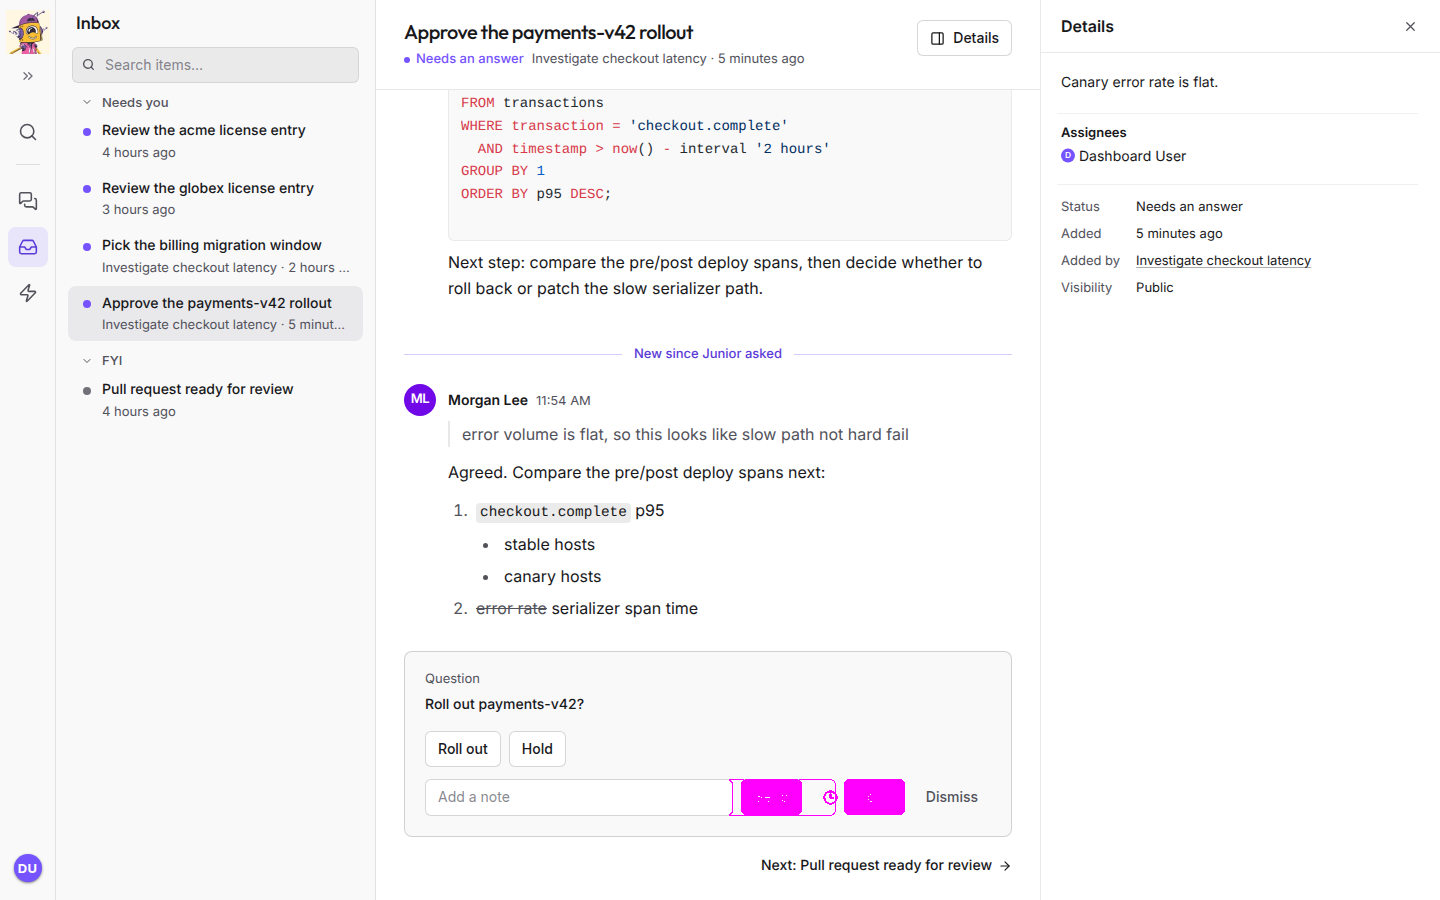 Inbox
Search items...
Needs you
Review the acme license entry
4 hours ago
Review the globex license entry
3 hours ago
Pick the billing migration window
Investigate checkout latency · 2 hours ...
Approve the payments-v42 rollout
Investigate checkout latency · 5 minut...
FYI
Pull request ready for review
4 hours ago
DU
Approve the payments-v42 rollout
Needs an answer Investigate checkout latency · 5 minutes ago
Details
FROM transactions
WHERE transaction = 'checkout.complete'
AND timestamp > now() - interval '2 hours'
GROUP BY 1
ORDER BY p95 DESC;
Next step: compare the pre/post deploy spans, then decide whether to
roll back or patch the slow serializer path.
New since Junior asked
ML Morgan Lee 11:54 AM
error volume is flat, so this looks like slow path not hard fail
Agreed. Compare the pre/post deploy spans next:
1. checkout.complete p95
• stable hosts
• canary hosts
2. error rate serializer span time
Question
Roll out payments-v42?
Roll out Hold
Add a note
Dismiss
Next: Pull request ready for review →
Details
Canary error rate is flat.
Assignees
D Dashboard User
Status Needs an answer
Added 5 minutes ago
Added by Investigate checkout latency
Visibility Public